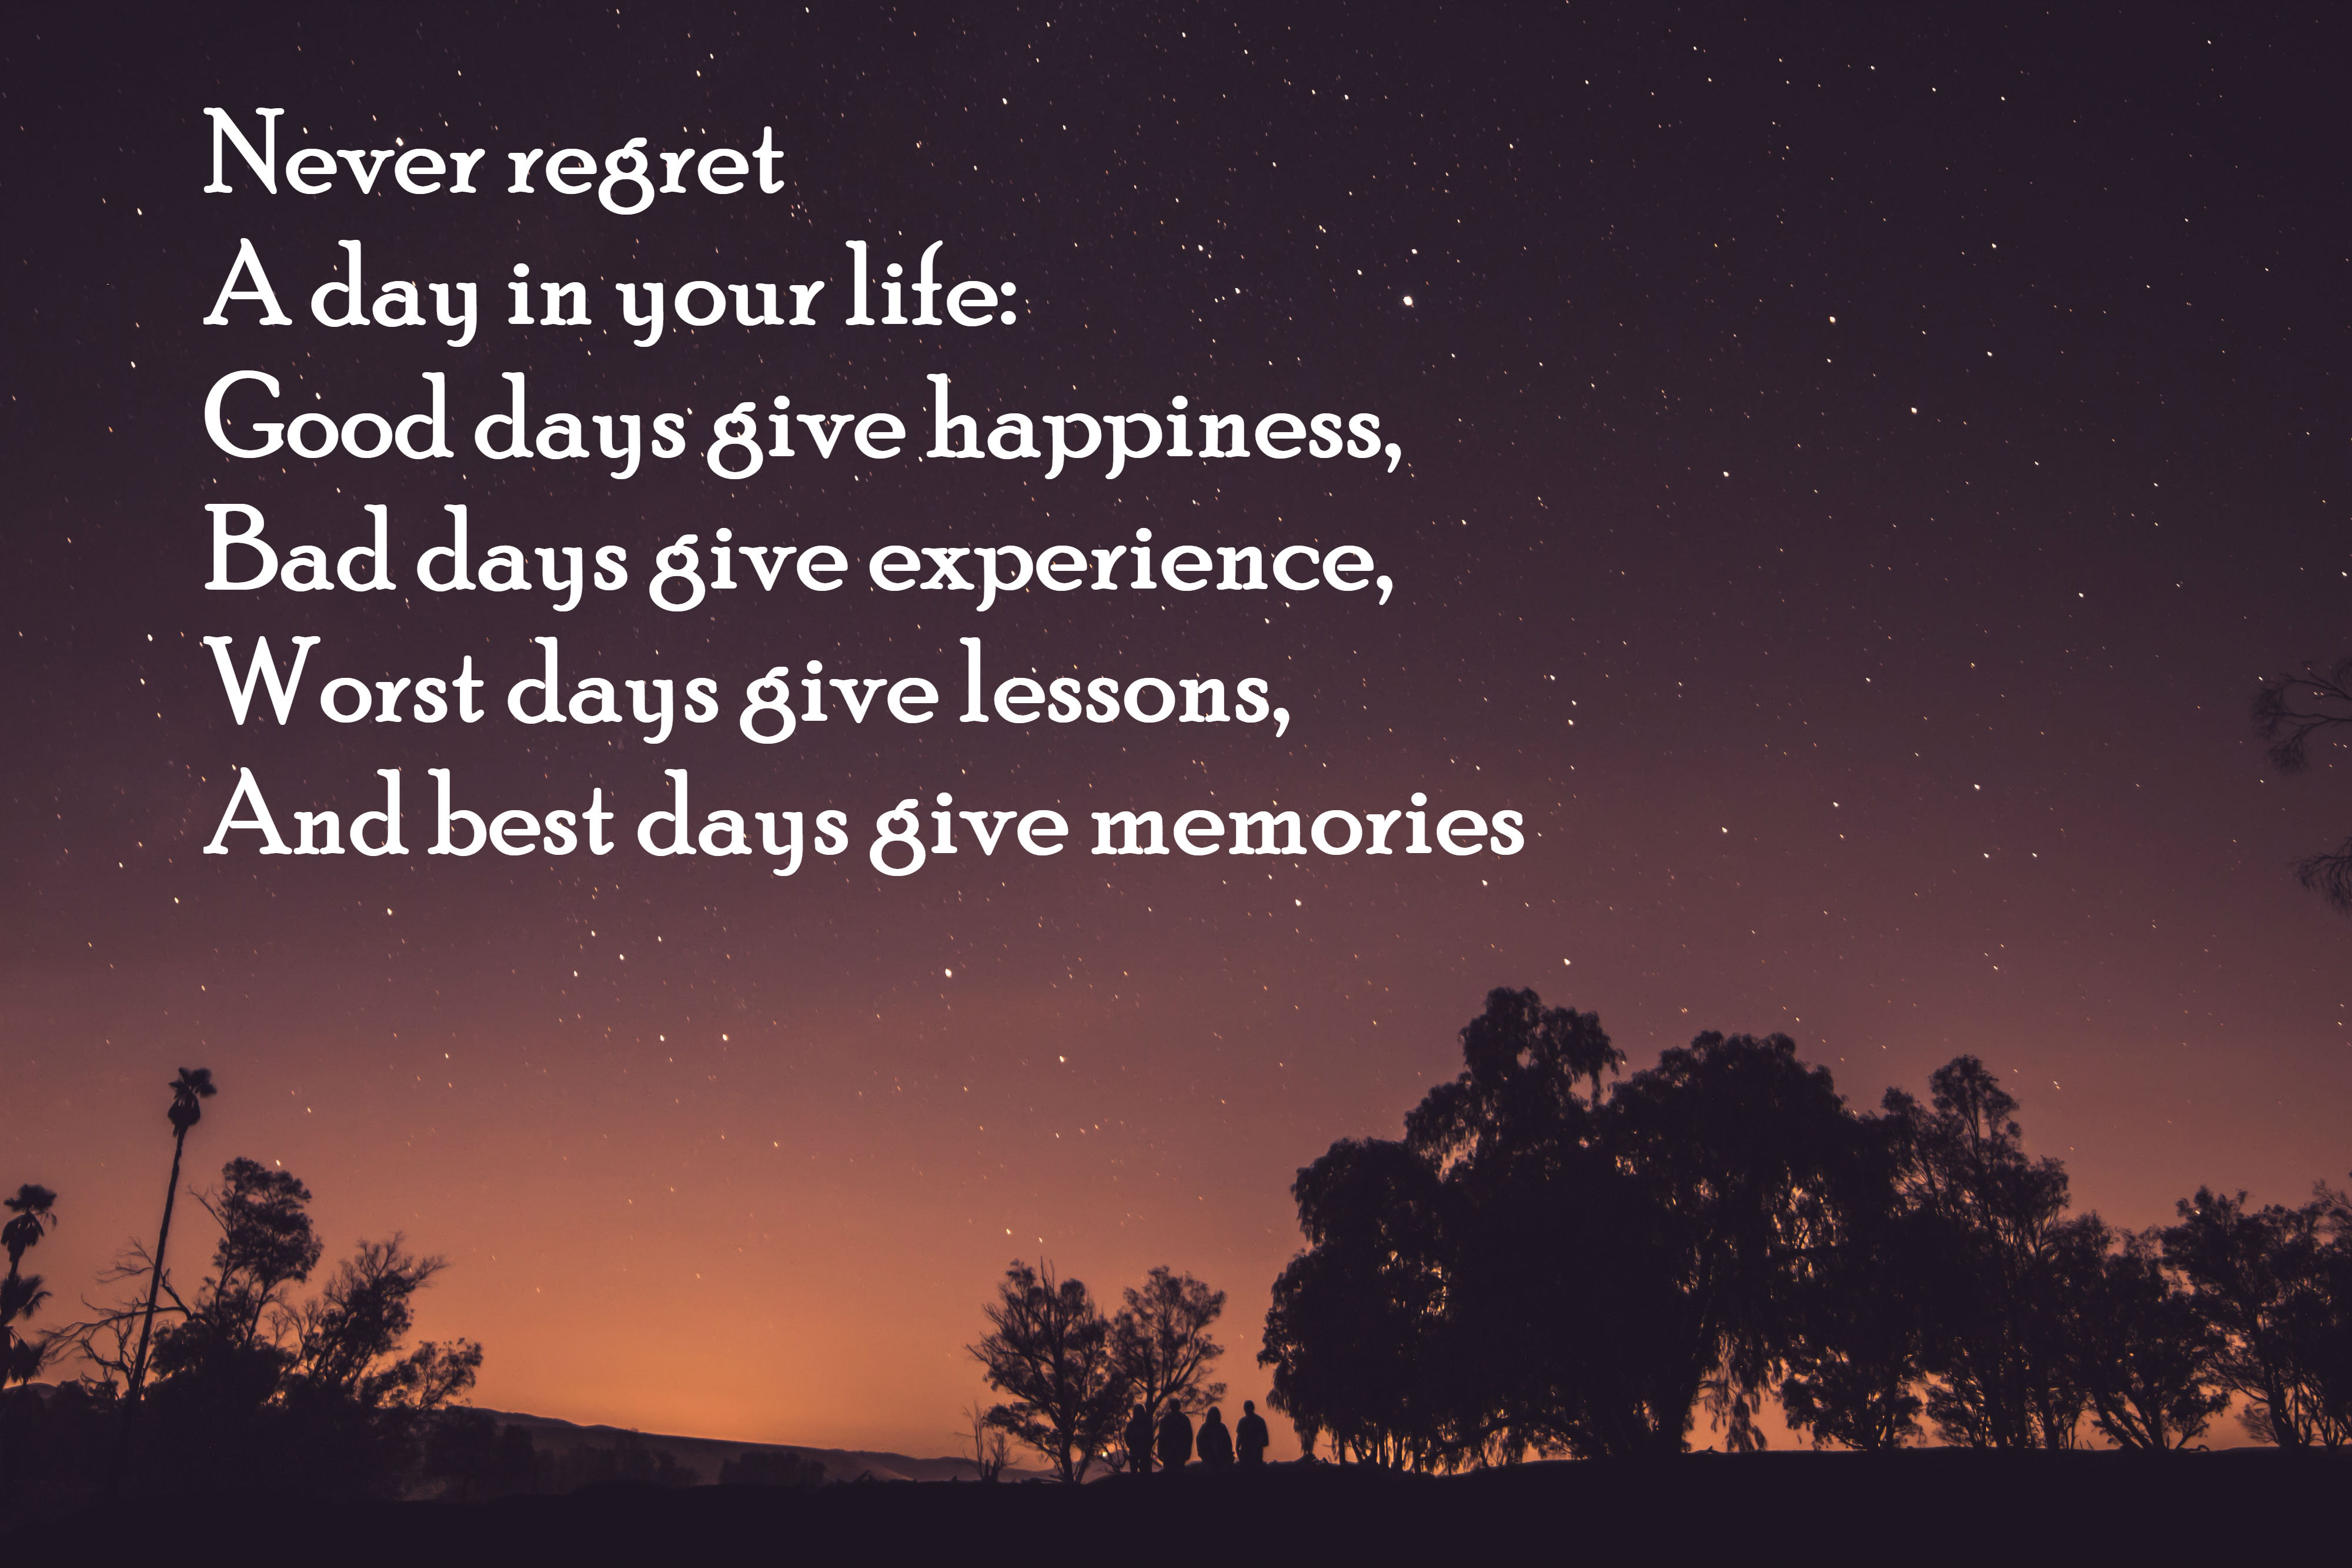 Never regret
A day in your life:
Good days give happiness,
Bad days give experience,
Worst days give lessons,
And best days give memories